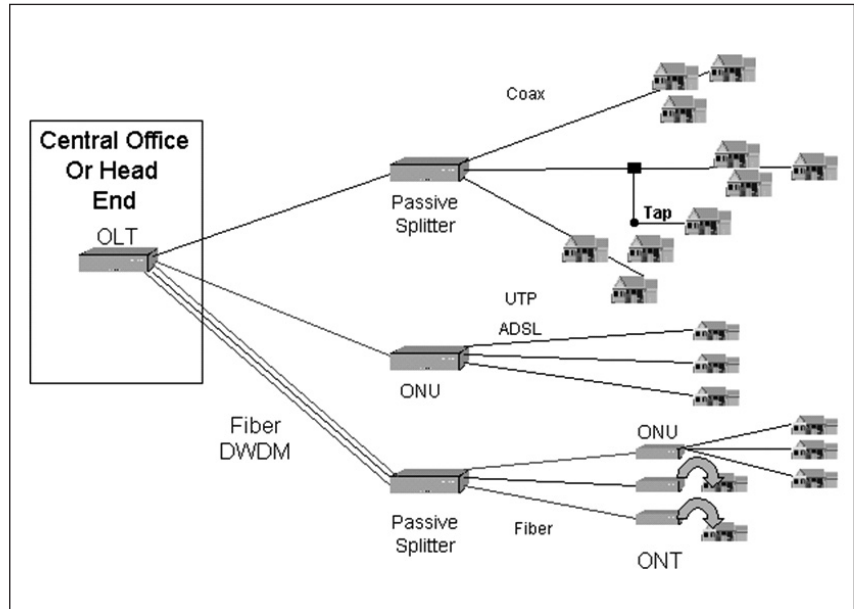 Central Office
Or Head
End
OLT
Coax
Passive
Splitter
Tap
UTP
ADSL
ONU
Fiber
DWDM
ONU
Passive
Splitter
Fiber
ONT